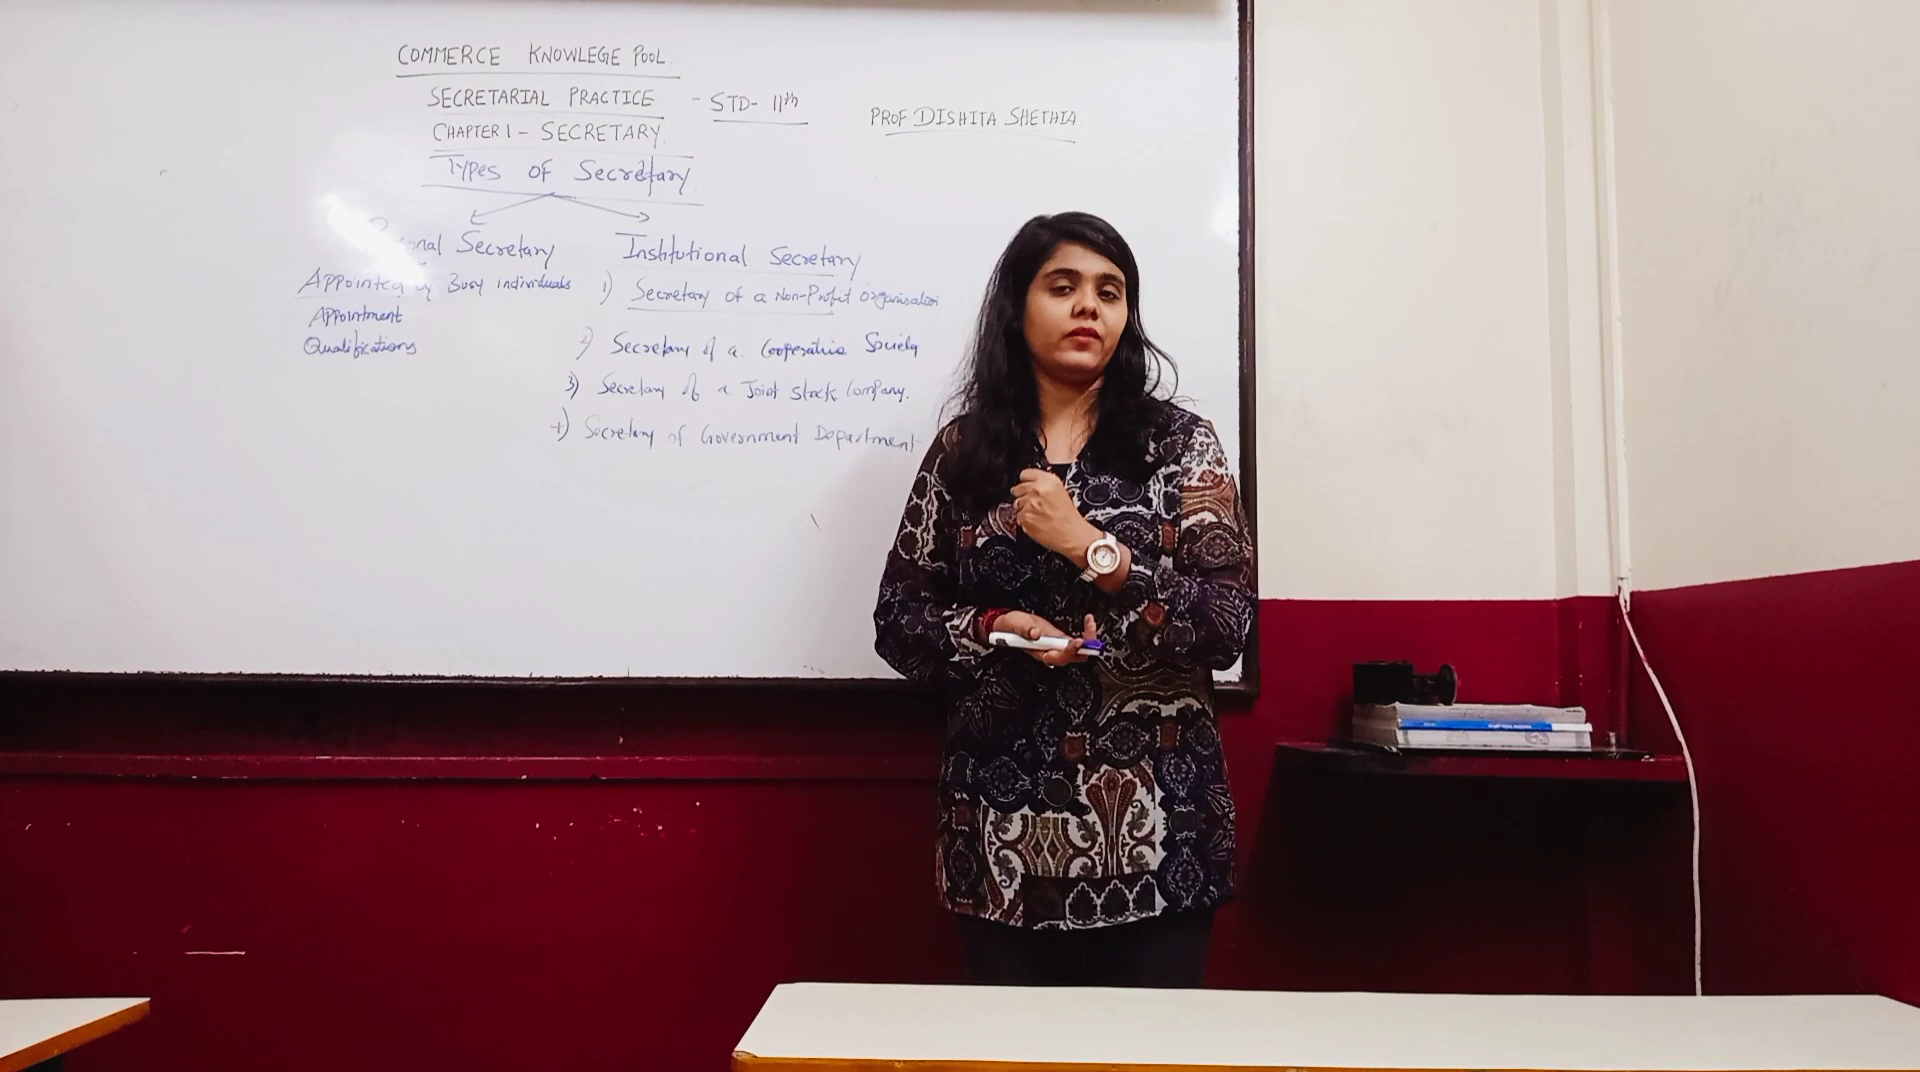 COMMERCE KNOWLEGE POOL.
SECRETARIAL PRACTICE. - STD- 11th
PROF DISHITA SHETHIA
CHAPTER 1 - SECRETARY.
Types of Secretary
Secretary
Appointed by Busy individuals
Appointment
Qualifications
Institutional Secretary
1) Secretary of a Non-Profit organisation
2) Secretary of a Cooperative Society
3) Secretary of a Joint stock Company.
4) Secretary of Government Department